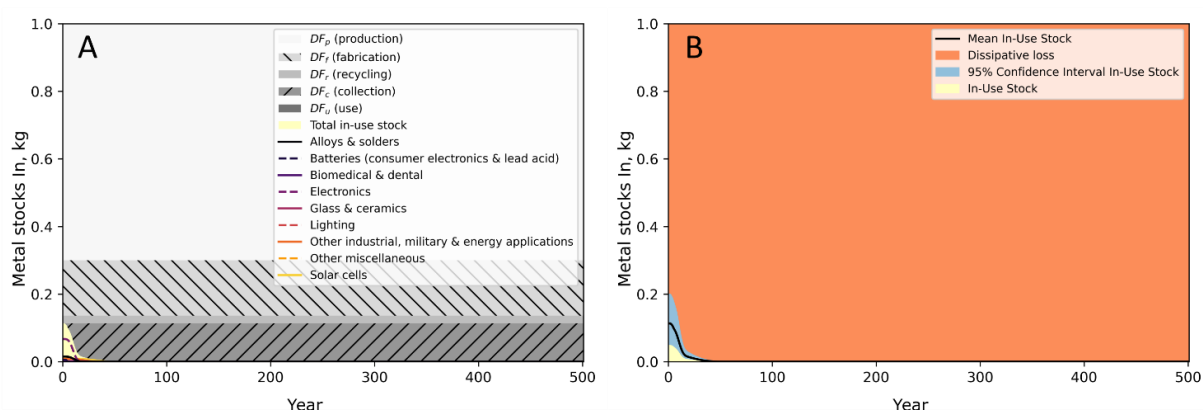 A
Metal stocks In, kg
1.0
0.8
0.6
0.4
0.2
0.0
DFp (production)
DFf (fabrication)
DFr (recycling)
DFc (collection)
DFu (use)
Total in-use stock
Alloys & solders
Batteries (consumer electronics & lead acid)
Biomedical & dental
Electronics
Glass & ceramics
Lighting
Other industrial, military & energy applications
Other miscellaneous
Solar cells
0 100 200 300 400 500
Year
B
Metal stocks In, kg
1.0
0.8
0.6
0.4
0.2
0.0
Mean In-Use Stock
Dissipative loss
95% Confidence Interval In-Use Stock
In-Use Stock
0 100 200 300 400 500
Year